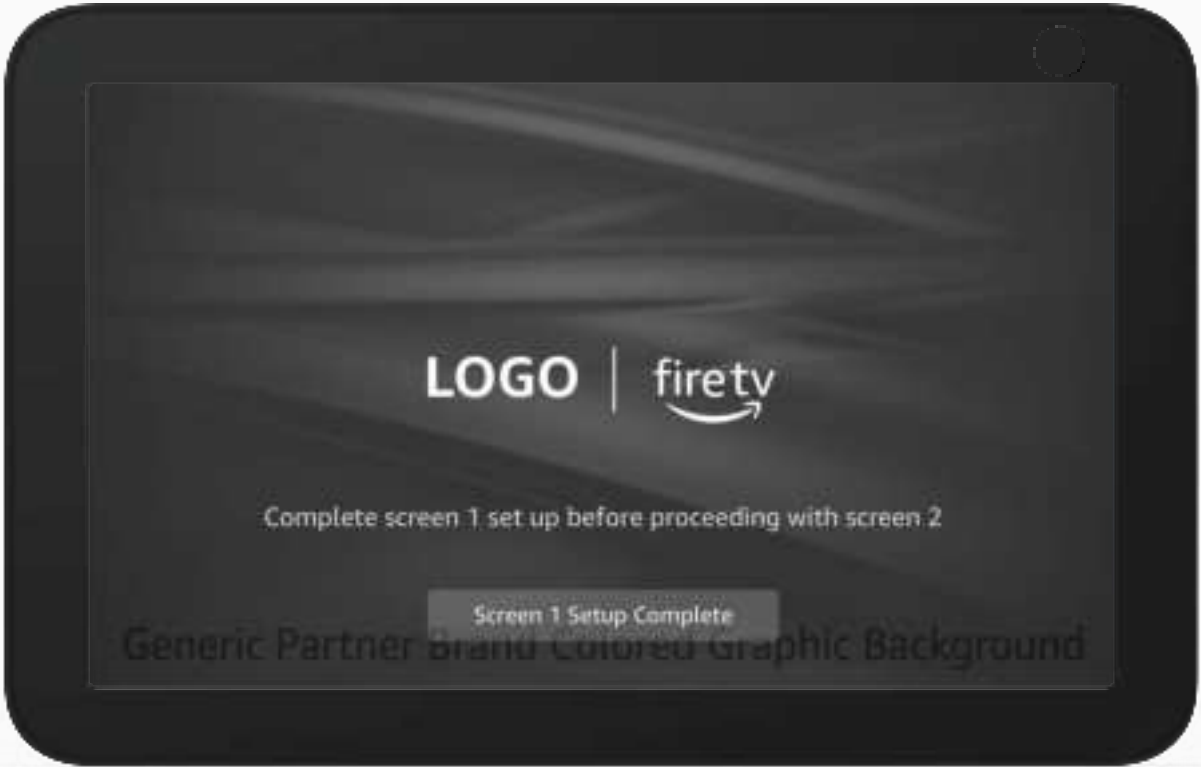 LOGO | firetv
Complete screen 1 set up before proceeding with screen 2
Screen 1 Setup Complete
Generic Partner Brand Colored Graphic Background